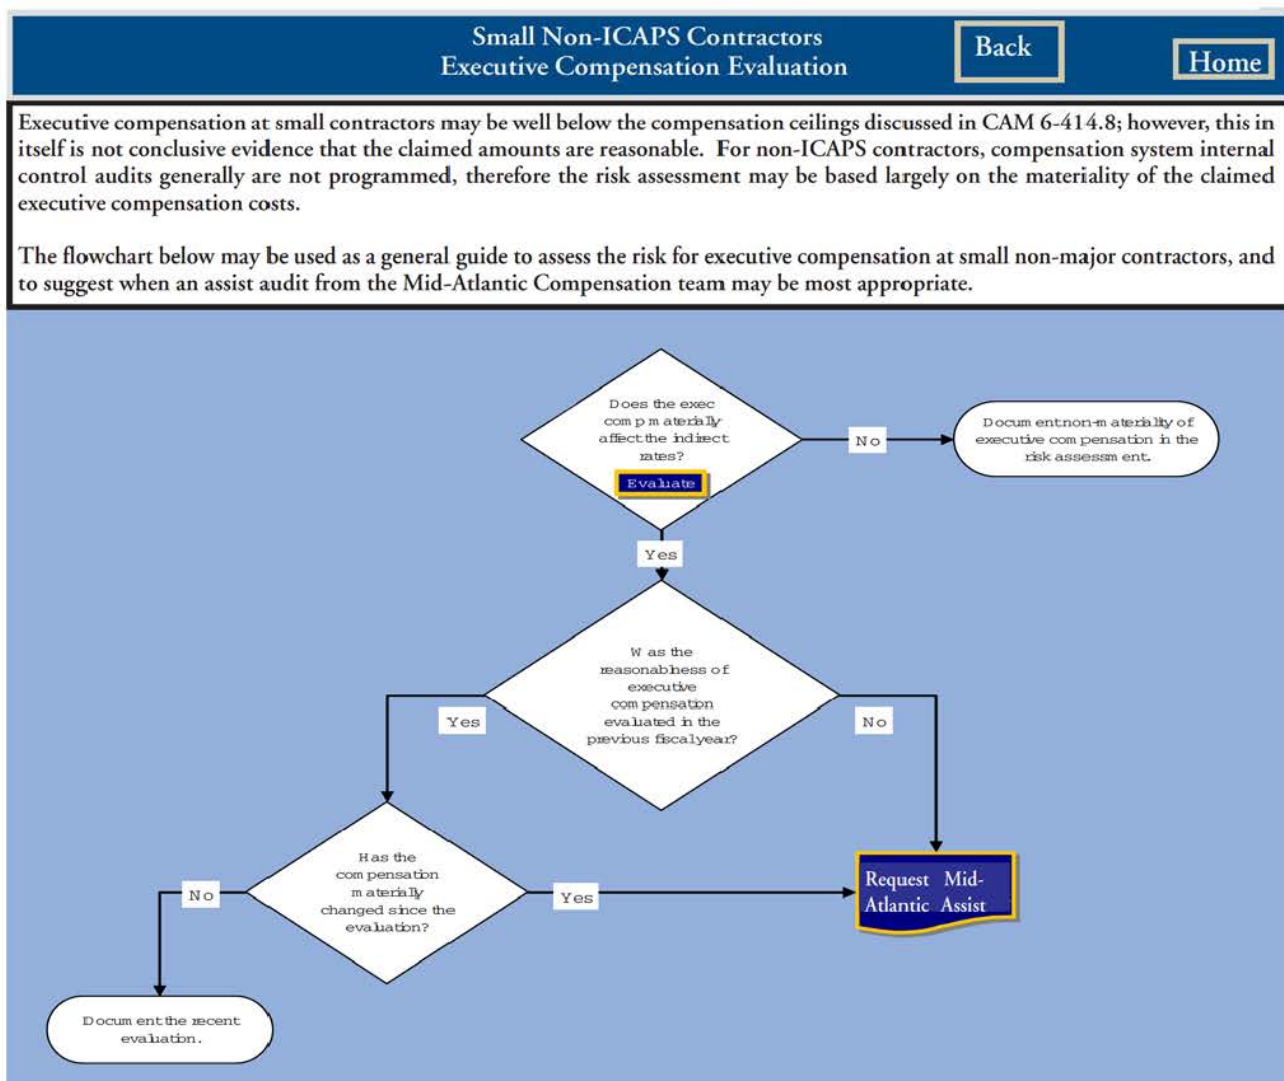 Small Non-ICAPS Contractors
Executive Compensation Evaluation
Back
Home
Executive compensation at small contractors may be well below the compensation ceilings discussed in CAM 6-414.8; however, this in
itself is not conclusive evidence that the claimed amounts are reasonable. For non-ICAPS contractors, compensation system internal
control audits generally are not programmed, therefore the risk assessment may be based largely on the materiality of the claimed
executive compensation costs.
The flowchart below may be used as a general guide to assess the risk for executive compensation at small non-major contractors, and
to suggest when an assist audit from the Mid-Atlantic Compensation team may be most appropriate.
Does the exec
comp materially
affect the indirect
rates?
Evaluate
No
Document non-materiality of
executive compensation in the
risk assessment.
Yes
Was the
reasonablness of
executive
compensation
evaluated in the
previous fiscal year?
Yes
No
Has the
compensation
materially
changed since the
evaluation?
No
Yes
Request Mid-
Atlantic Assist
Document the recent
evaluation.